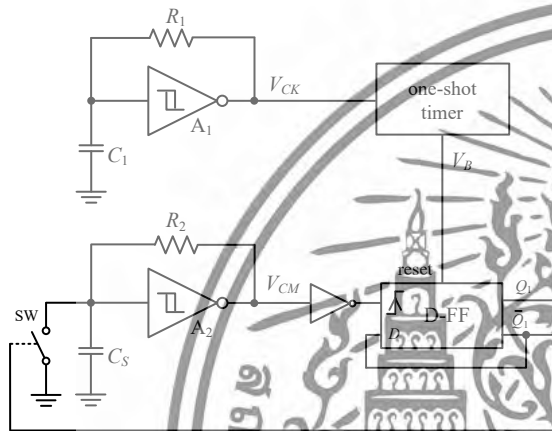 R1
VCK
one-shot
timer
A1
C1
VB
R2
VCM
reset
Q1
SW
A2
D
D-FF
Q̅1
CS